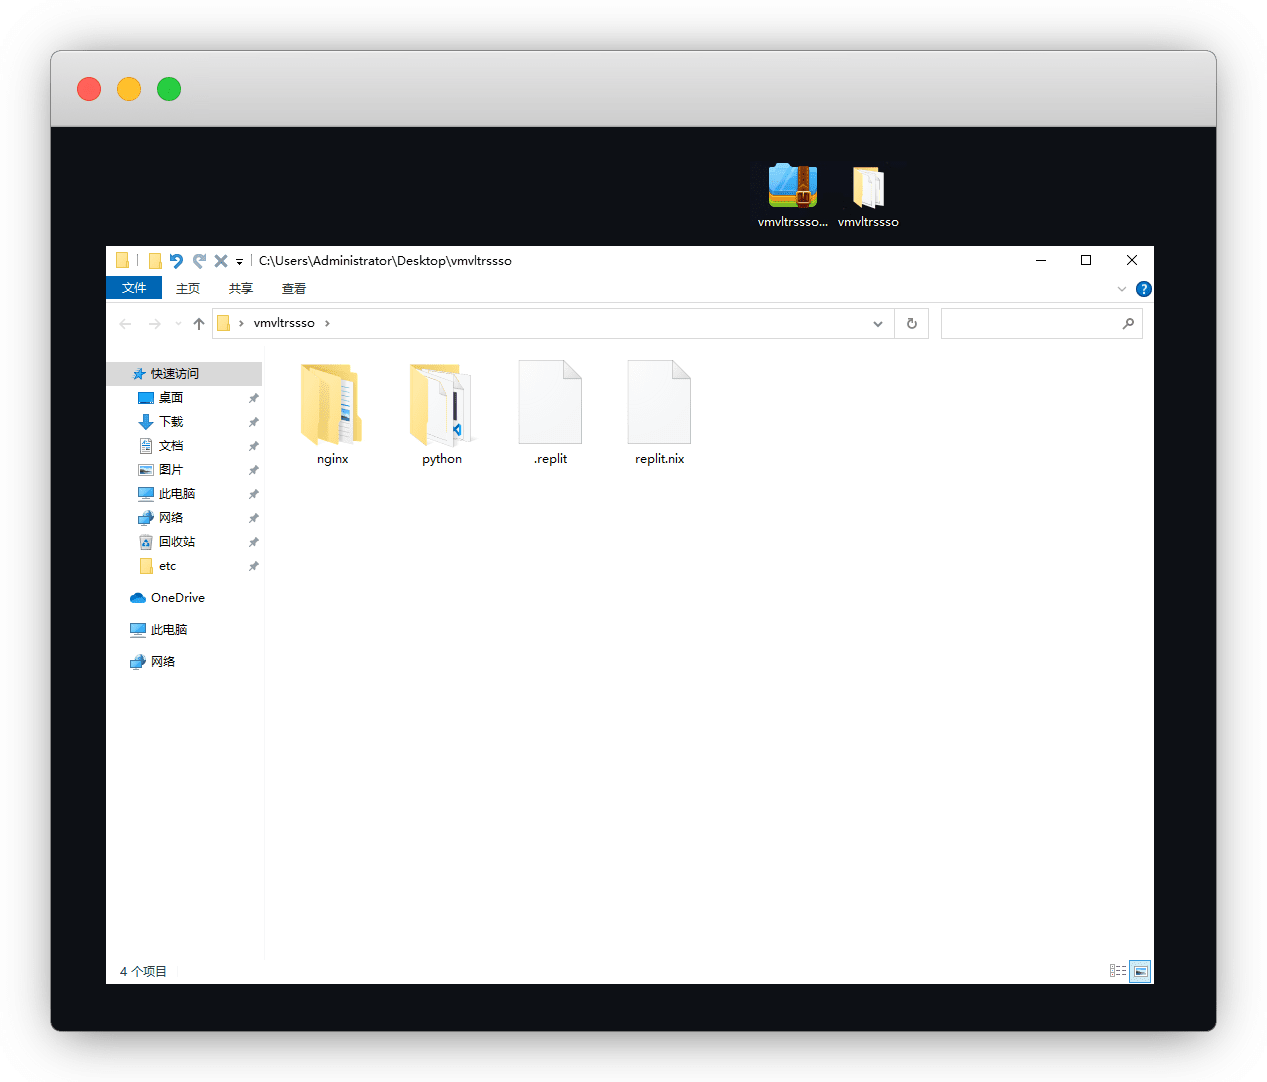 vmvltrssso...
vmvltrssso
C:\Users\Administrator\Desktop\vmvltrssso
文件
主页
共享
查看
?
vmvltrssso
快速访问
桌面
下载
文档
图片
此电脑
网络
回收站
etc
OneDrive
此电脑
网络
nginx
python
.replit
replit.nix
4 个项目